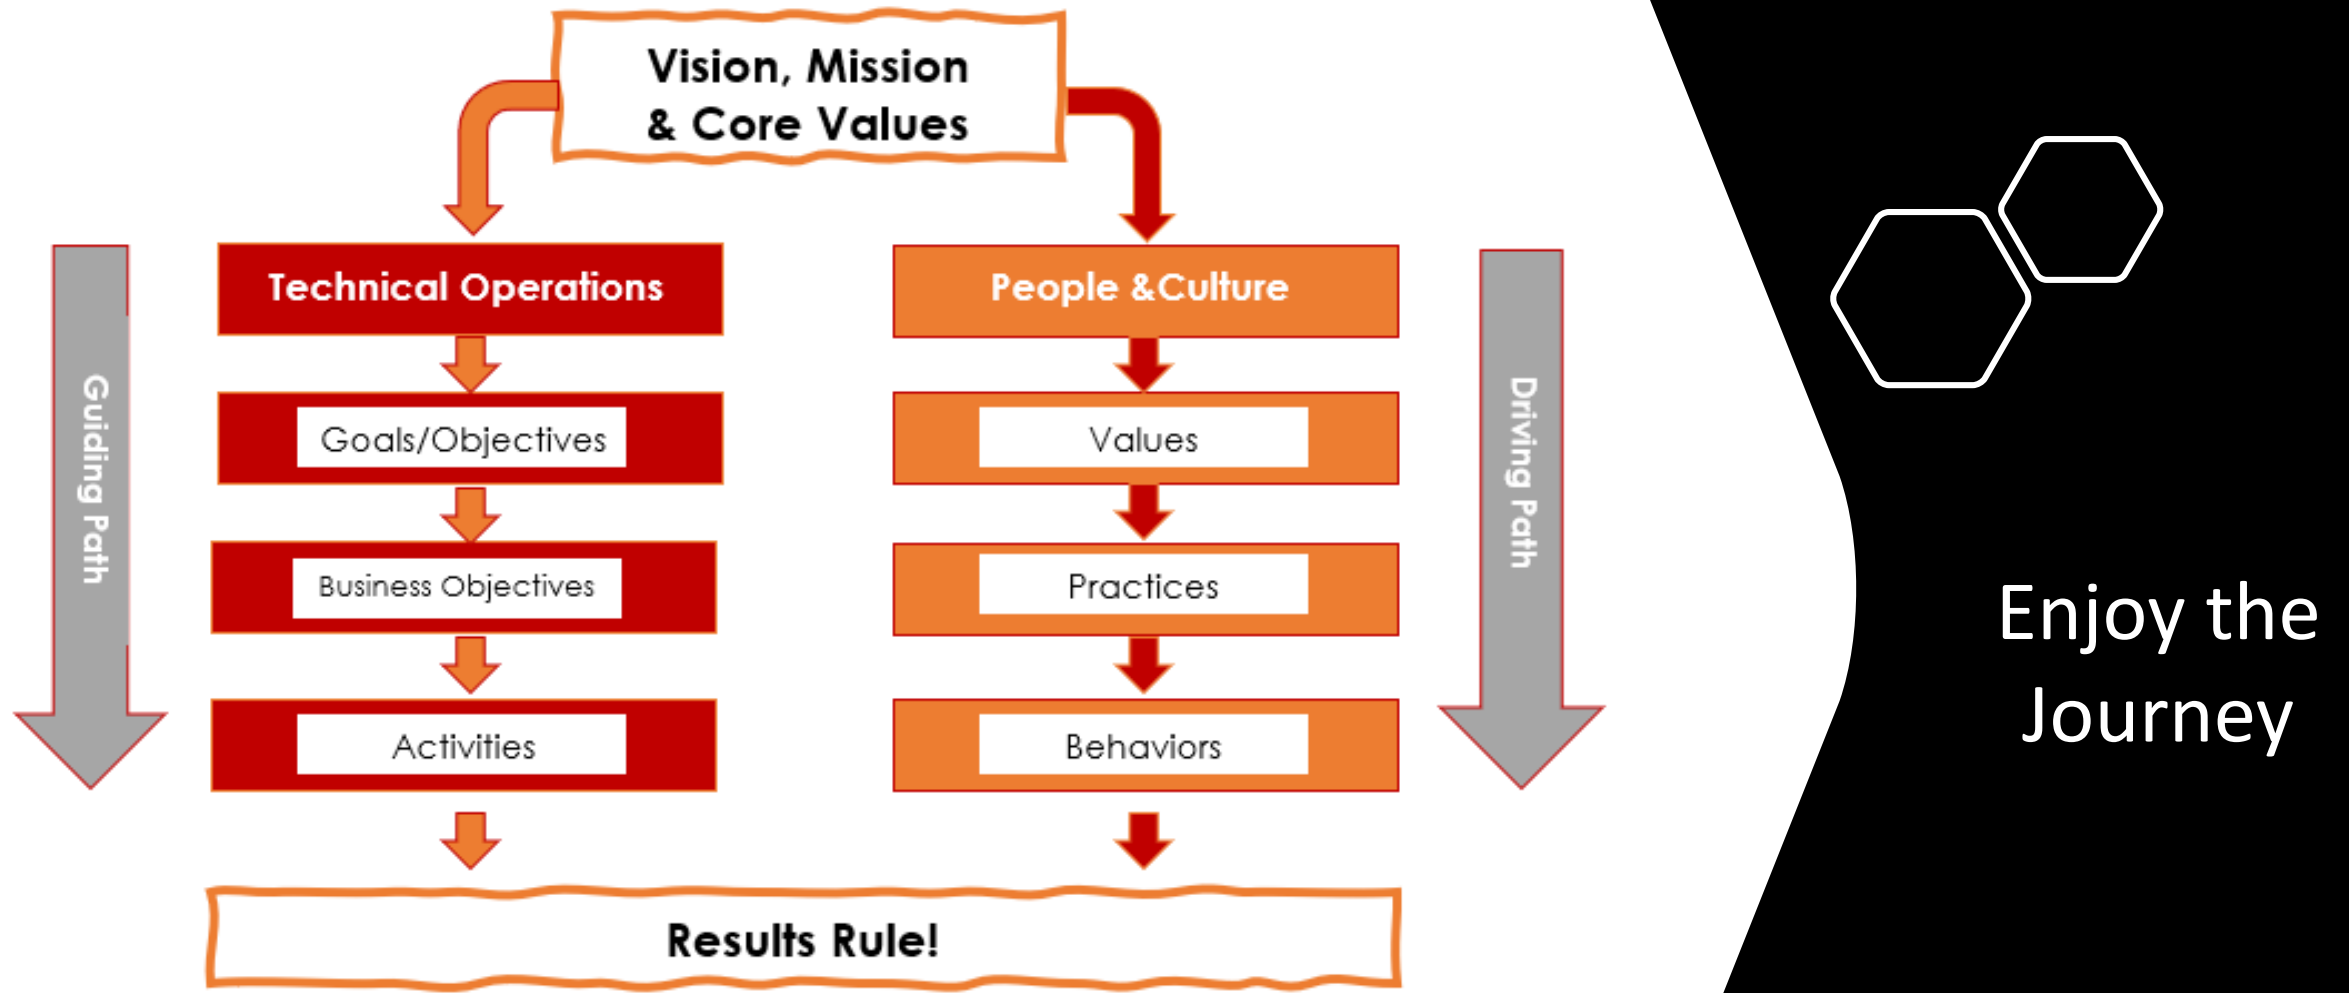 Vision, Mission
& Core Values
Technical Operations
People &Culture
Guiding Path
Goals/Objectives
Values
Driving Path
Business Objectives
Practices
Activities
Behaviors
Results Rule!
Enjoy the
Journey